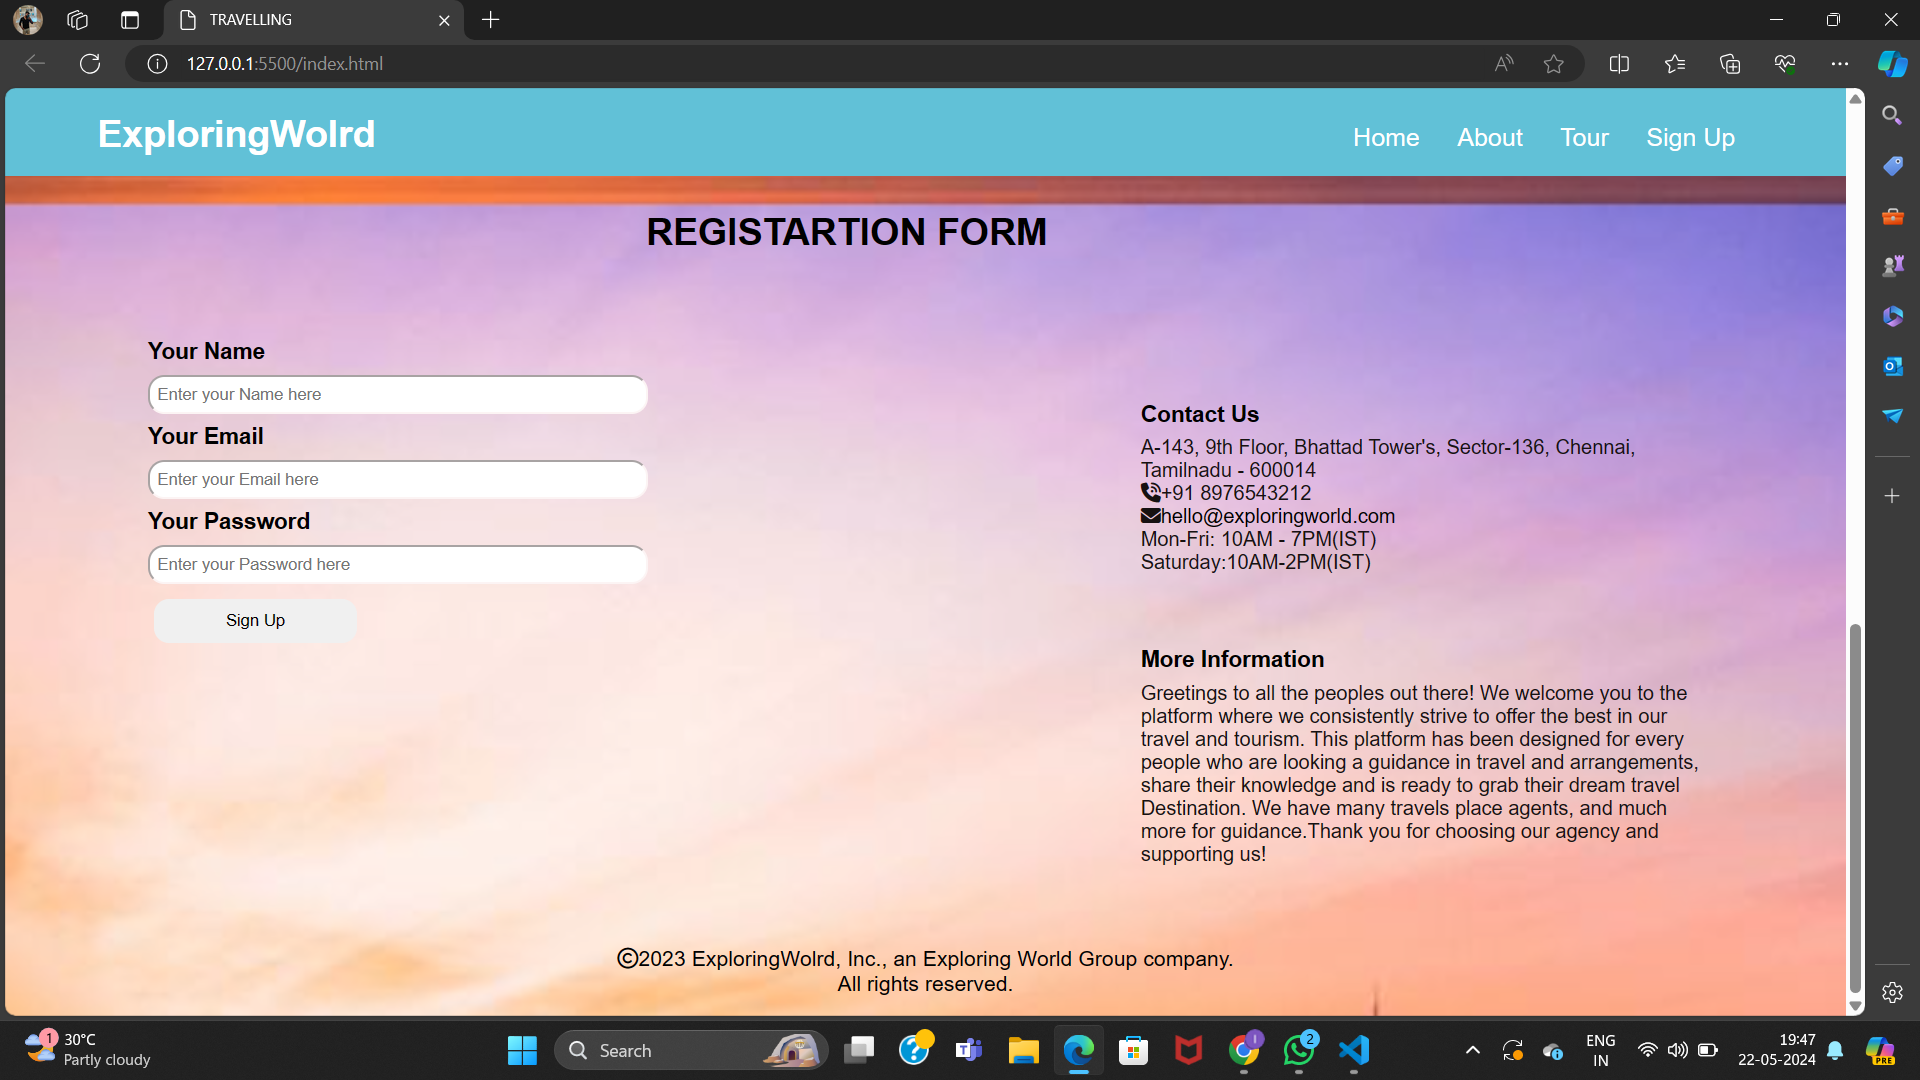 TRAVELLING
127.0.0.1:5500/index.html
ExploringWolrd
Home About Tour Sign Up
REGISTARTION FORM
Your Name
Enter your Name here
Your Email
Enter your Email here
Your Password
Enter your Password here
Sign Up
Contact Us
A-143, 9th Floor, Bhattad Tower's, Sector-136, Chennai,
Tamilnadu - 600014
+91 8976543212
hello@exploringworld.com
Mon-Fri: 10AM - 7PM(IST)
Saturday:10AM-2PM(IST)
More Information
Greetings to all the peoples out there! We welcome you to the
platform where we consistently strive to offer the best in our
travel and tourism. This platform has been designed for every
people who are looking a guidance in travel and arrangements,
share their knowledge and is ready to grab their dream travel
Destination. We have many travels place agents, and much
more for guidance.Thank you for choosing our agency and
supporting us!
©2023 ExploringWolrd, Inc., an Exploring World Group company.
All rights reserved.
1
30°C
Partly cloudy
Search
2
ENG
IN
19:47
22-05-2024
PRE